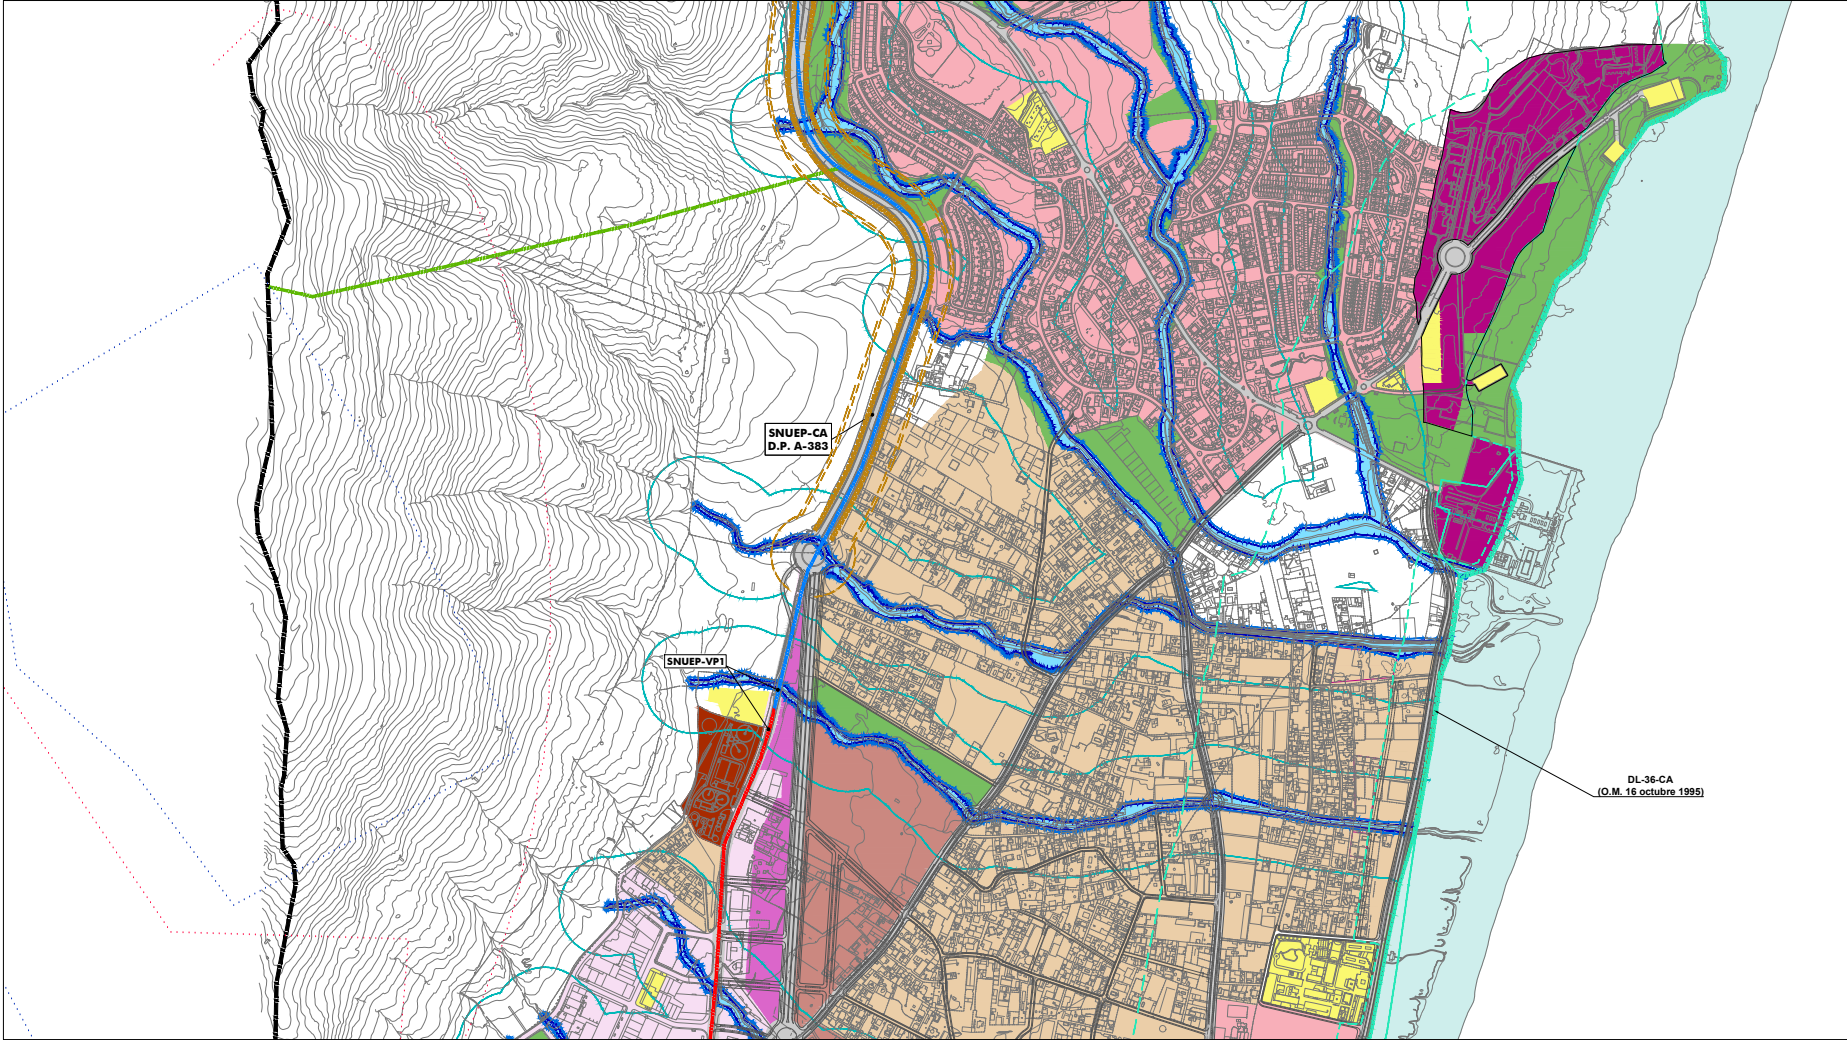 SNUEP-CA
D.P. A-383
SNUEP-VP1
DL-36-CA
(O.M. 16 octubre 1995)